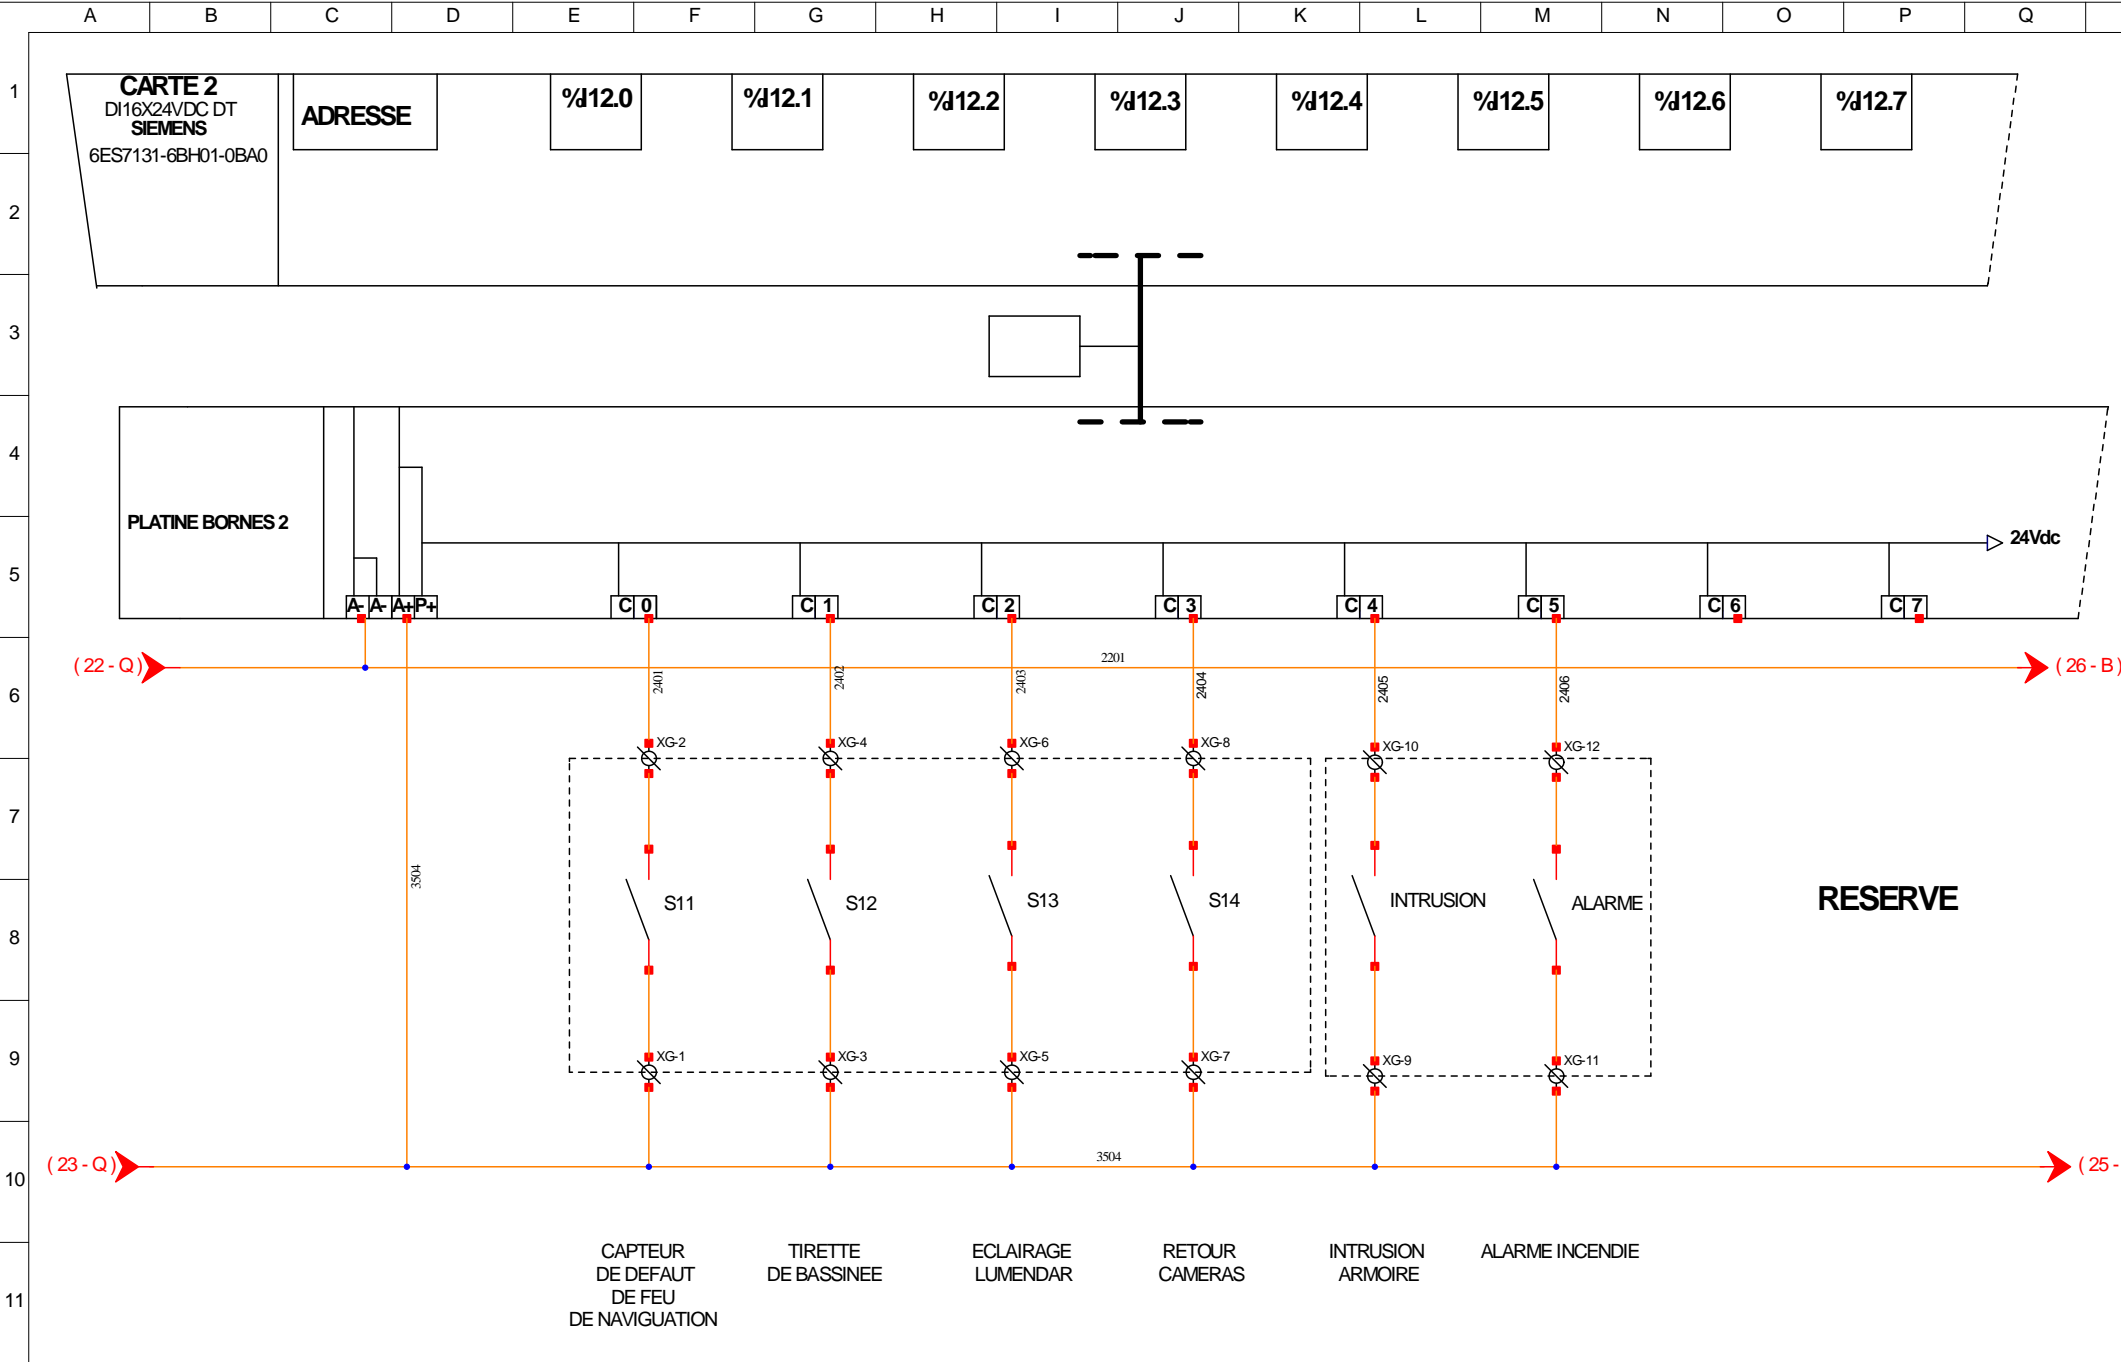 A B C D E F G H I J K L M N O P Q
1
CARTE 2
DI16X24VDC DT
SIEMENS
6ES7131-6BH01-0BA0
ADRESSE
%I12.0 %I12.1 %I12.2 %I12.3 %I12.4 %I12.5 %I12.6 %I12.7
2
3
4
PLATINE BORNES 2
24Vdc
5
A- A- A+ P+ C 0 C 1 C 2 C 3 C 4 C 5 C 6 C 7
( 22 - Q) 2201 ( 26 - B)
6
2401 2402 2403 2404 2405 2406
XG-2 XG-4 XG-6 XG-8 XG-10 XG-12
7
3504
S11 S12 S13 S14 INTRUSION ALARME RESERVE
8
9
XG-1 XG-3 XG-5 XG-7 XG-9 XG-11
( 23 - Q) 3504 ( 25 -
10
CAPTEUR
DE DEFAUT
DE FEU
DE NAVIGUATION
TIRETTE
DE BASSINEE
ECLAIRAGE
LUMENDAR
RETOUR
CAMERAS
INTRUSION
ARMOIRE
ALARME INCENDIE
11